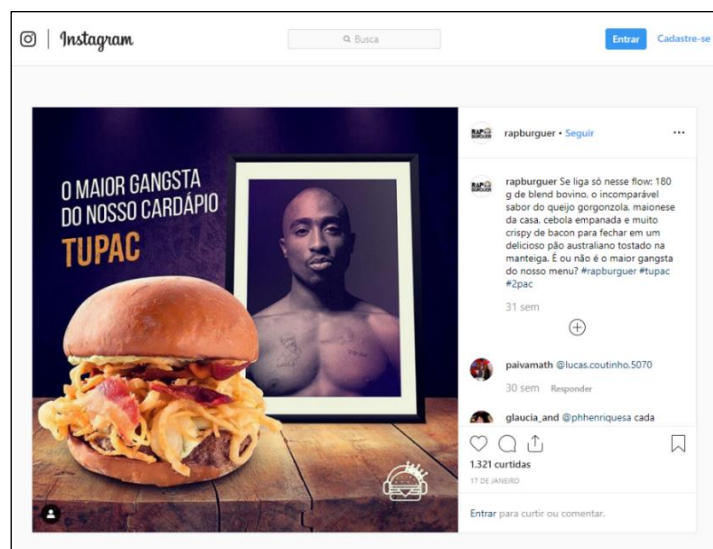 Instagram
Busca
Entrar
Cadastre-se
O MAIOR GANGSTA
DO NOSSO CARDÁPIO
TUPAC
rapburguer • Seguir
rapburguer Se liga só nesse flow: 180
g de blend bovino, o incomparável
sabor do queijo gorgonzola, maionese
da casa, cebola empanada e muito
crispy de bacon para fechar em um
delicioso pão australiano tostado na
manteiga. É ou não é o maior gangsta
do nosso menu? #rapburguer #tupac
#2pac
31 sem
paivamath @lucas.coutinho.5070
30 sem Responder
glaucia_and @phhenriquesa cada
1.321 curtidas
17 DE JANEIRO
Entrar para curtir ou comentar.